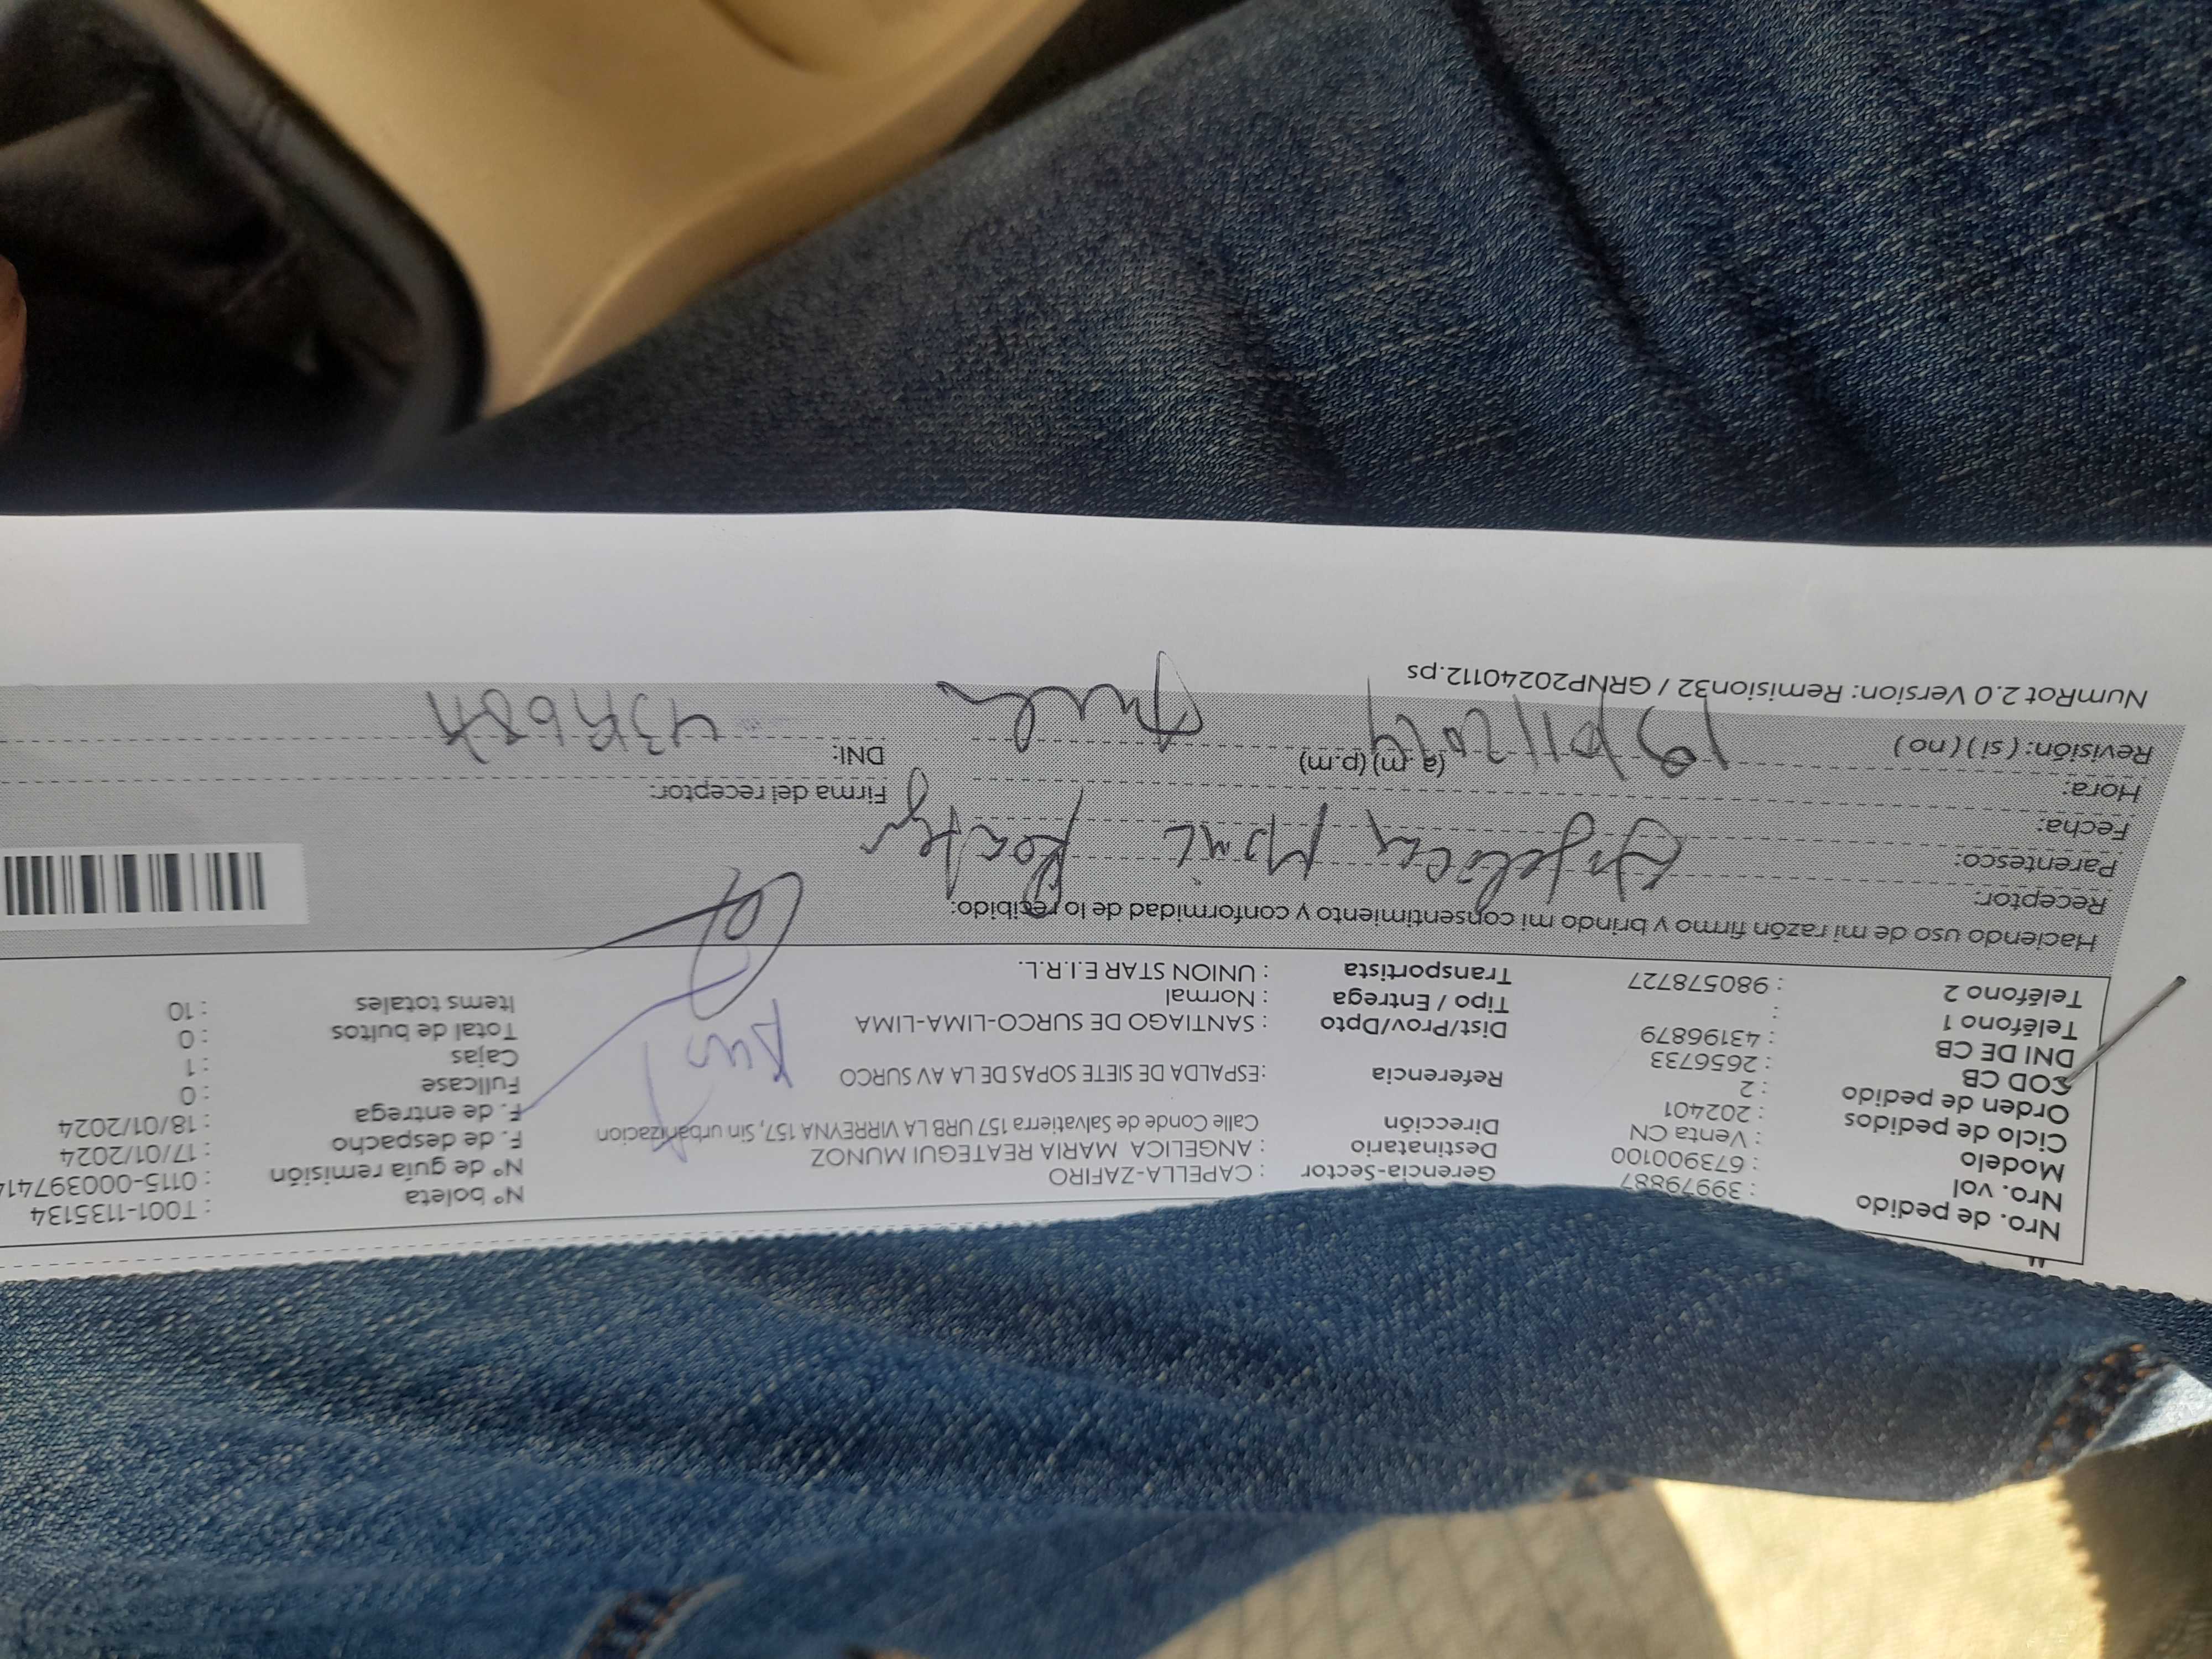 Nro. de pedido : 39979887
Nro. vol : 673900100
Modelo : Venta CN
Ciclo de pedidos : 202401
Orden de pedido : 2
COD CB : 2656733
DNI DE CB : 43196879
Teléfono 1 :
Teléfono 2 : 980578727
Gerencia-Sector : CAPELLA-ZAFIRO
Destinatario : ANGELICA MARIA REATEGUI MUNOZ
Dirección Calle Conde de Salvatierra 157 URB LA VIRREYNA 157, Sin urbanizacion
Referencia :ESPALDA DE SIETE SOPAS DE LA AV SURCO
Dist/Prov/Dpto : SANTIAGO DE SURCO-LIMA-LIMA
Tipo / Entrega : Normal
Transportista : UNION STAR E.I.R.L.
Nº boleta : T001-1135134
Nº de guía remisión : 0115-00039741
F. de despacho : 17/01/2024
F. de entrega : 18/01/2024
Fullcase : 0
Cajas : 1
Total de bultos : 0
Items totales : 10
Haciendo uso de mi razón firmo y brindo mi consentimiento y conformidad de lo recibido:
Receptor: Angélica
Parentesco:
Fecha:
Hora: (a.m) (p.m)
Revisión: ( si ) ( no )
Firma del receptor:
DNI:
NumRot 2.0 Version: Remision32 / GRNP20240112.ps